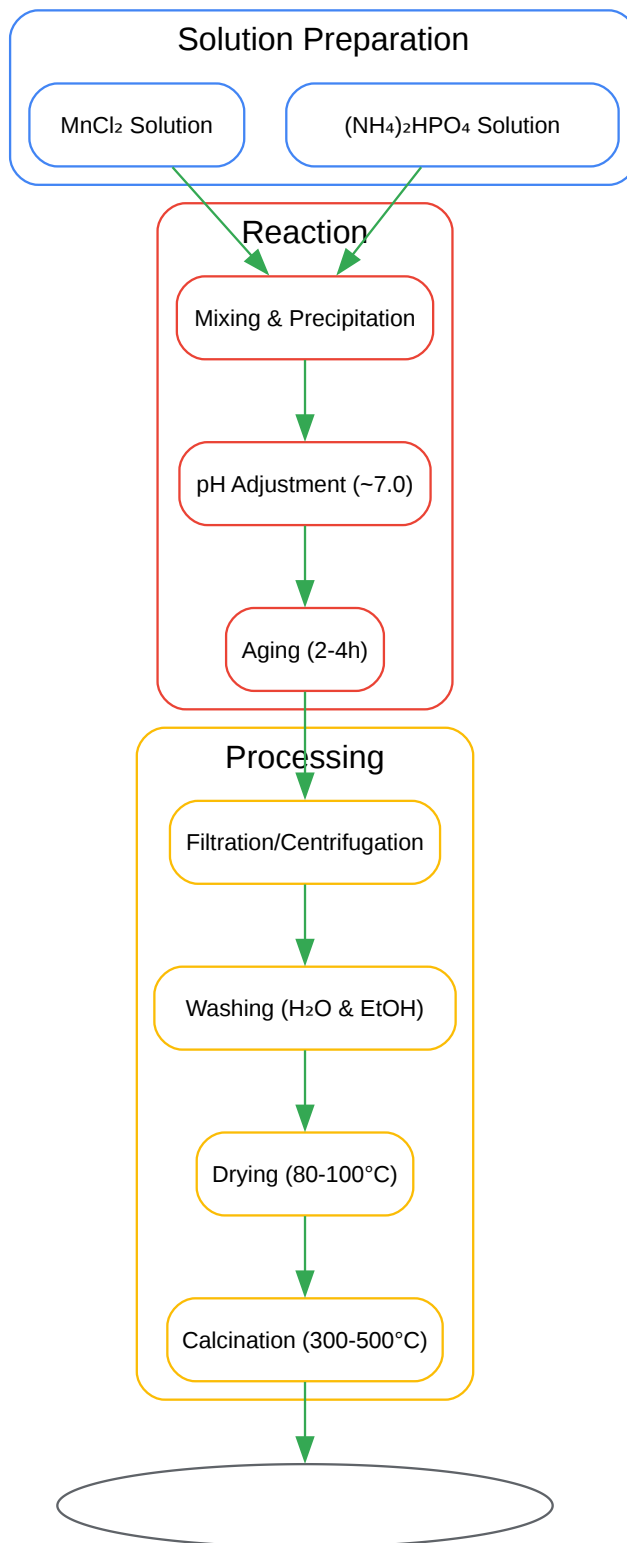 Solution Preparation
MnCl₂ Solution
(NH₄)₂HPO₄ Solution
Reaction
Mixing & Precipitation
pH Adjustment (~7.0)
Aging (2-4h)
Processing
Filtration/Centrifugation
Washing (H₂O & EtOH)
Drying (80-100°C)
Calcination (300-500°C)